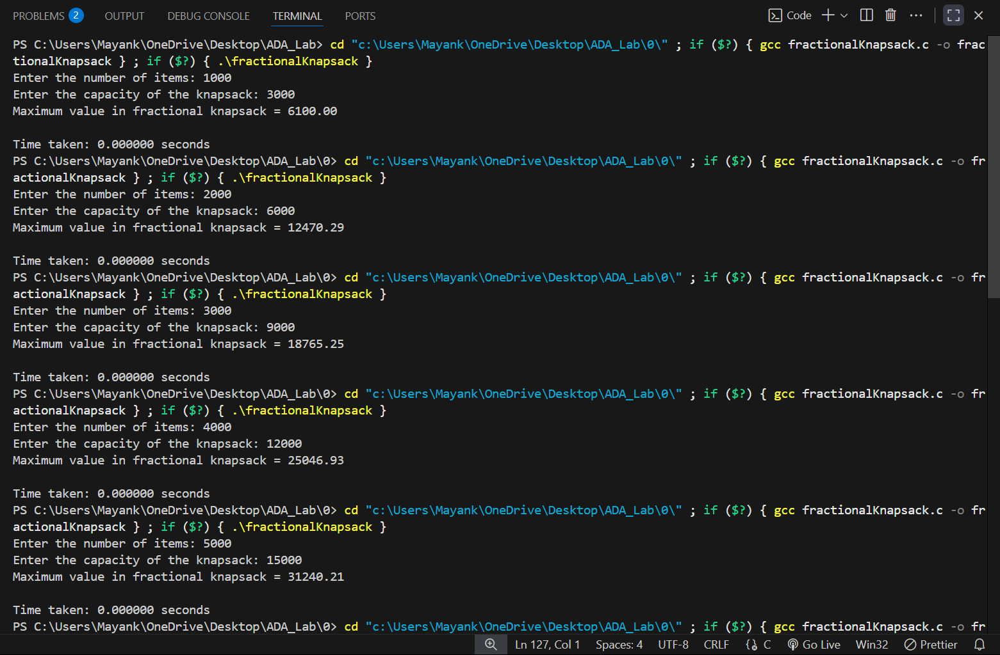 PROBLEMS 2 OUTPUT DEBUG CONSOLE TERMINAL PORTS Code
PS C:\Users\Mayank\OneDrive\Desktop\ADA_Lab> cd "c:\Users\Mayank\OneDrive\Desktop\ADA_Lab\0\" ; if ($?) { gcc fractionalKnapsack.c -o frac
tionalKnapsack } ; if ($?) { .\fractionalKnapsack }
Enter the number of items: 1000
Enter the capacity of the knapsack: 3000
Maximum value in fractional knapsack = 6100.00
Time taken: 0.000000 seconds
PS C:\Users\Mayank\OneDrive\Desktop\ADA_Lab\0> cd "c:\Users\Mayank\OneDrive\Desktop\ADA_Lab\0\" ; if ($?) { gcc fractionalKnapsack.c -o fr
actionalKnapsack } ; if ($?) { .\fractionalKnapsack }
Enter the number of items: 2000
Enter the capacity of the knapsack: 6000
Maximum value in fractional knapsack = 12470.29
Time taken: 0.000000 seconds
PS C:\Users\Mayank\OneDrive\Desktop\ADA_Lab\0> cd "c:\Users\Mayank\OneDrive\Desktop\ADA_Lab\0\" ; if ($?) { gcc fractionalKnapsack.c -o fr
actionalKnapsack } ; if ($?) { .\fractionalKnapsack }
Enter the number of items: 3000
Enter the capacity of the knapsack: 9000
Maximum value in fractional knapsack = 18765.25
Time taken: 0.000000 seconds
PS C:\Users\Mayank\OneDrive\Desktop\ADA_Lab\0> cd "c:\Users\Mayank\OneDrive\Desktop\ADA_Lab\0\" ; if ($?) { gcc fractionalKnapsack.c -o fr
actionalKnapsack } ; if ($?) { .\fractionalKnapsack }
Enter the number of items: 4000
Enter the capacity of the knapsack: 12000
Maximum value in fractional knapsack = 25046.93
Time taken: 0.000000 seconds
PS C:\Users\Mayank\OneDrive\Desktop\ADA_Lab\0> cd "c:\Users\Mayank\OneDrive\Desktop\ADA_Lab\0\" ; if ($?) { gcc fractionalKnapsack.c -o fr
actionalKnapsack } ; if ($?) { .\fractionalKnapsack }
Enter the number of items: 5000
Enter the capacity of the knapsack: 15000
Maximum value in fractional knapsack = 31240.21
Time taken: 0.000000 seconds
PS C:\Users\Mayank\OneDrive\Desktop\ADA_Lab\0> cd "c:\Users\Mayank\OneDrive\Desktop\ADA_Lab\0\" ; if ($?) { gcc fractionalKnapsack.c -o fr
Ln 127, Col 1 Spaces: 4 UTF-8 CRLF C Go Live Win32 Prettier